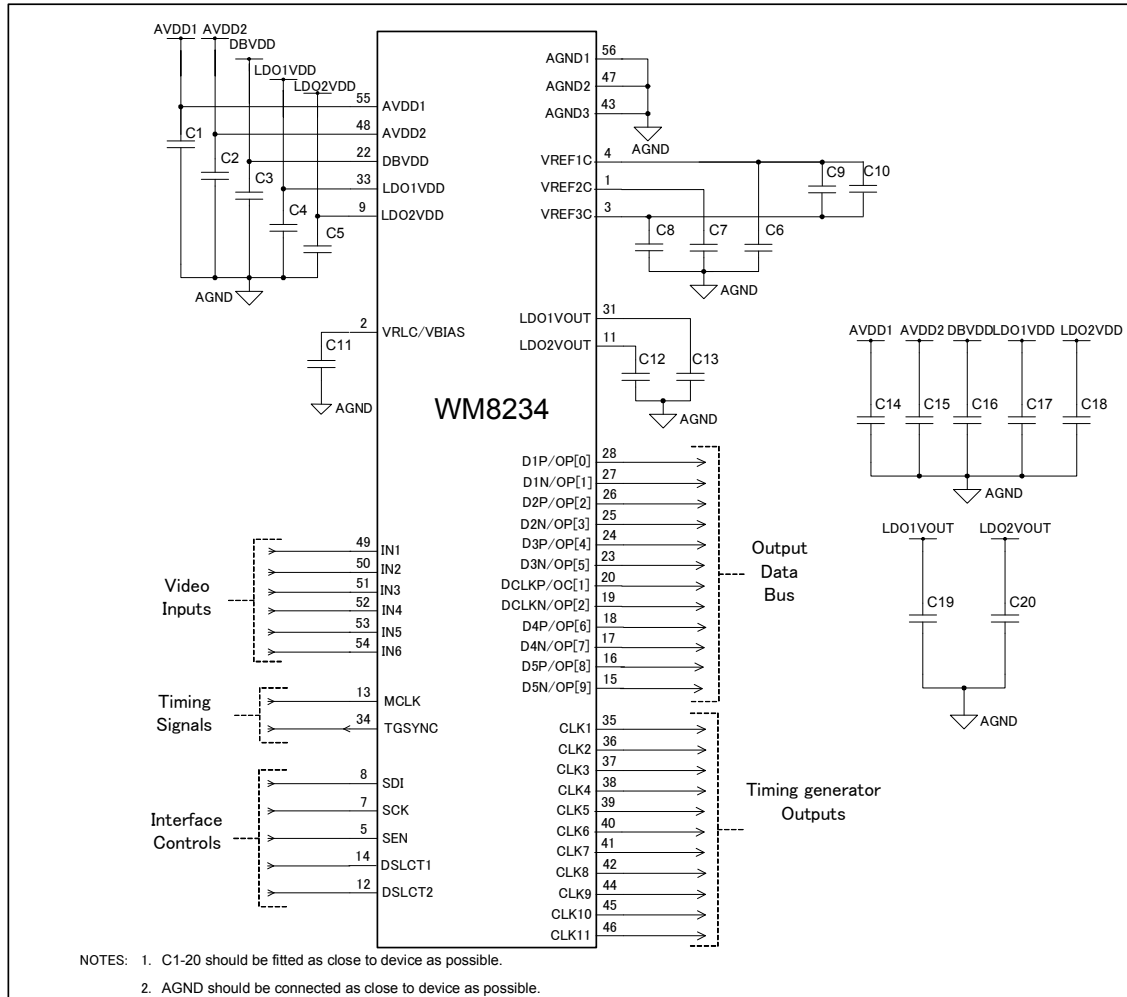 AVDD1 AVDD2
DBVDD
LDO1VDD
LDO2VDD
55 AVDD1
48 AVDD2
22 DBVDD
33 LDO1VDD
9 LDO2VDD
C1
C2
C3
C4
C5
AGND
2 VRLC/VBIAS
C11
AGND
WM8234
AGND1 56
AGND2 47
AGND3 43
AGND
VREF1C 4
VREF2C 1
VREF3C 3
C9 C10
C8 C7 C6
AGND
LDO1VOUT 31
LDO2VOUT 11
C12 C13
AGND
AVDD1 AVDD2 DBVDD LDO1VDD LDO2VDD
C14 C15 C16 C17 C18
AGND
LDO1VOUT LDO2VOUT
C19 C20
AGND
Video
Inputs
49 IN1
50 IN2
51 IN3
52 IN4
53 IN5
54 IN6
Timing
Signals
13 MCLK
34 TGSYNC
Interface
Controls
8 SDI
7 SCK
5 SEN
14 DSLCT1
12 DSLCT2
D1P/OP[0] 28
D1N/OP[1] 27
D2P/OP[2] 26
D2N/OP[3] 25
D3P/OP[4] 24
D3N/OP[5] 23
DCLKP/OC[1] 20
DCLKN/OP[2] 19
D4P/OP[6] 18
D4N/OP[7] 17
D5P/OP[8] 16
D5N/OP[9] 15
Output
Data
Bus
CLK1 35
CLK2 36
CLK3 37
CLK4 38
CLK5 39
CLK6 40
CLK7 41
CLK8 42
CLK9 44
CLK10 45
CLK11 46
Timing generator
Outputs
NOTES: 1. C1-20 should be fitted as close to device as possible.
2. AGND should be connected as close to device as possible.